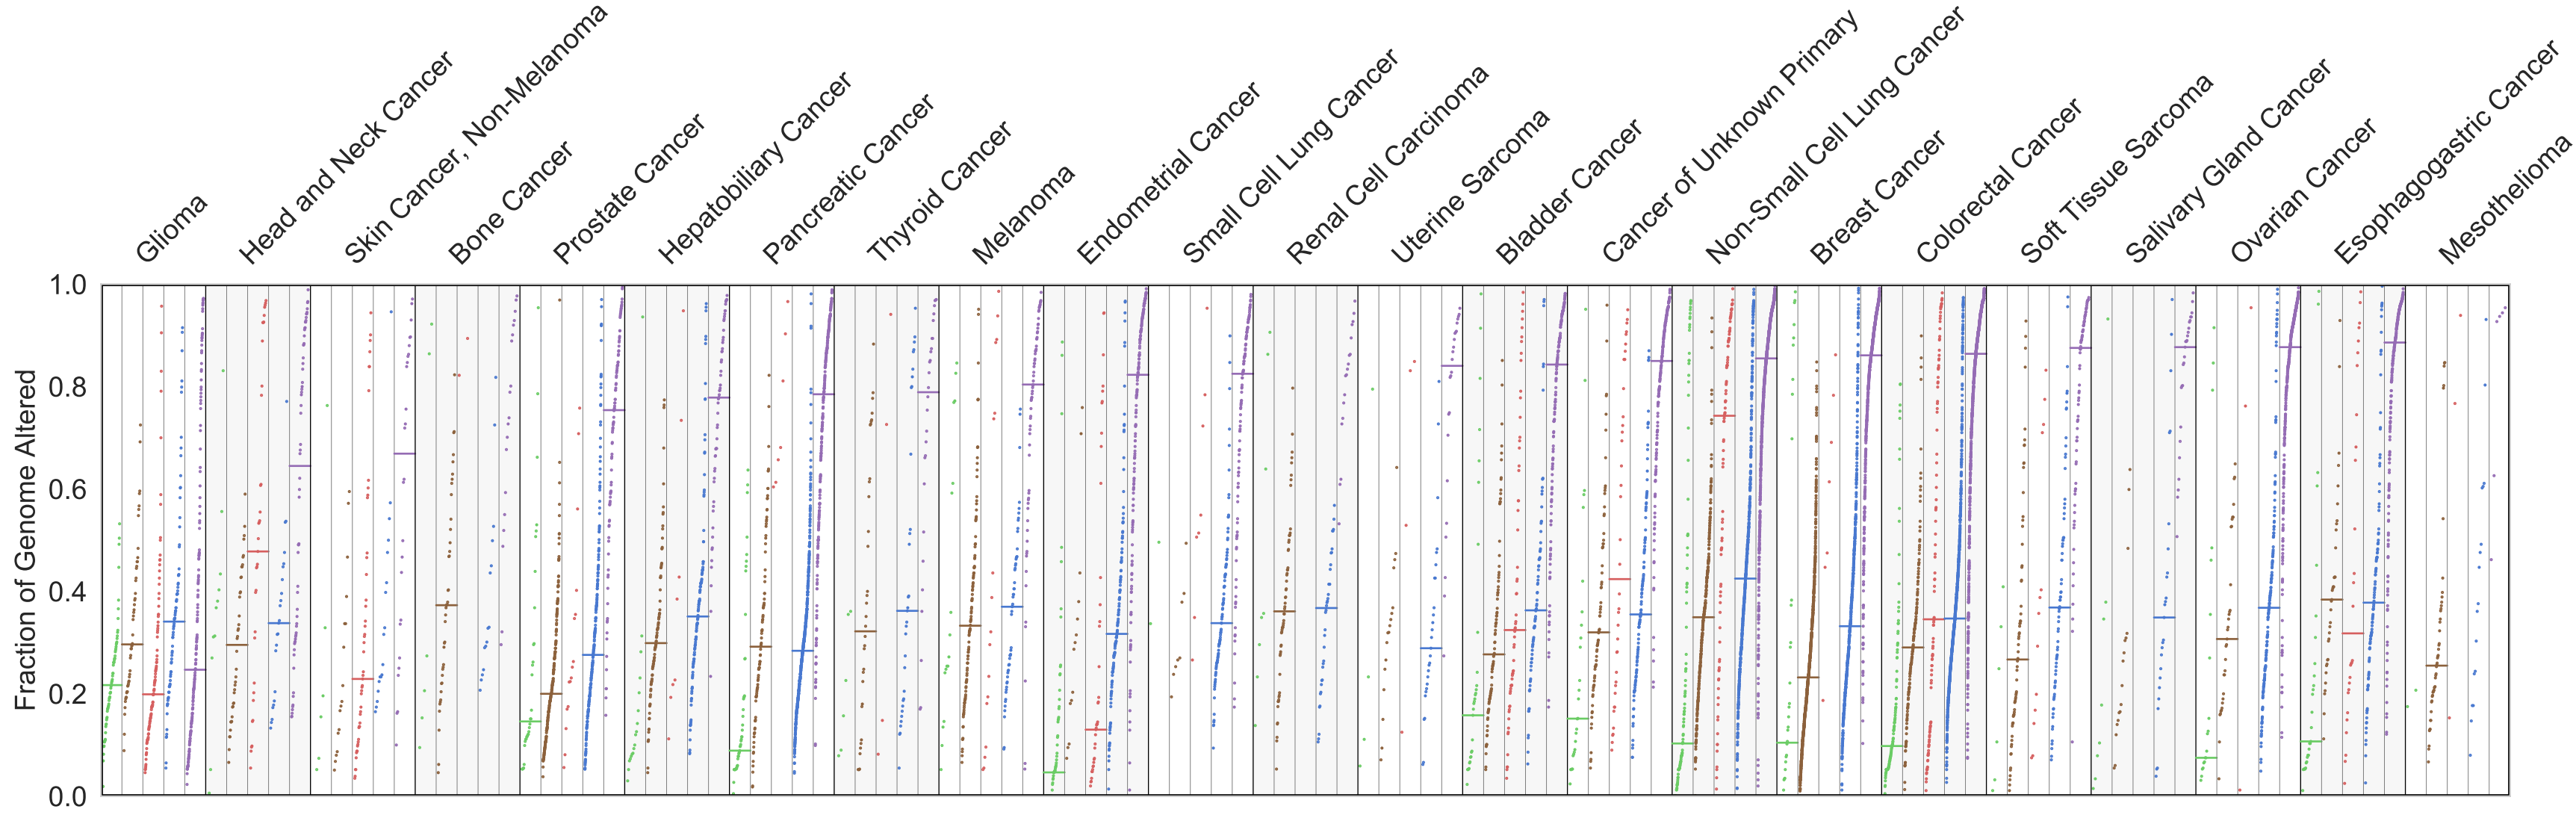 Glioma
Head and Neck Cancer
Skin Cancer, Non-Melanoma
Bone Cancer
Prostate Cancer
Hepatobiliary Cancer
Pancreatic Cancer
Thyroid Cancer
Melanoma
Endometrial Cancer
Small Cell Lung Cancer
Renal Cell Carcinoma
Uterine Sarcoma
Bladder Cancer
Cancer of Unknown Primary
Non-Small Cell Lung Cancer
Breast Cancer
Colorectal Cancer
Soft Tissue Sarcoma
Salivary Gland Cancer
Ovarian Cancer
Esophagogastric Cancer
Mesothelioma
Fraction of Genome Altered
1.0
0.8
0.6
0.4
0.2
0.0